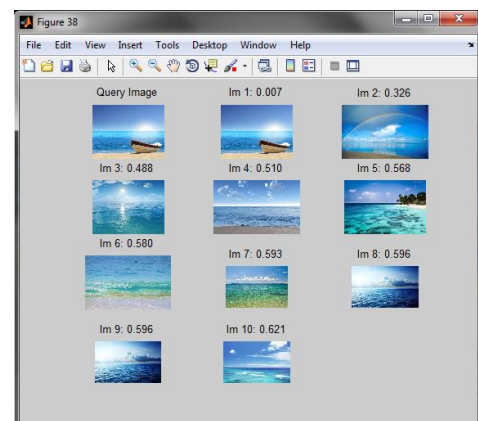 Figure 38
File Edit View Insert Tools Desktop Window Help
Query Image Im 1: 0.007 Im 2: 0.326
Im 3: 0.488 Im 4: 0.510 Im 5: 0.568
Im 6: 0.580 Im 7: 0.593 Im 8: 0.596
Im 9: 0.596 Im 10: 0.621